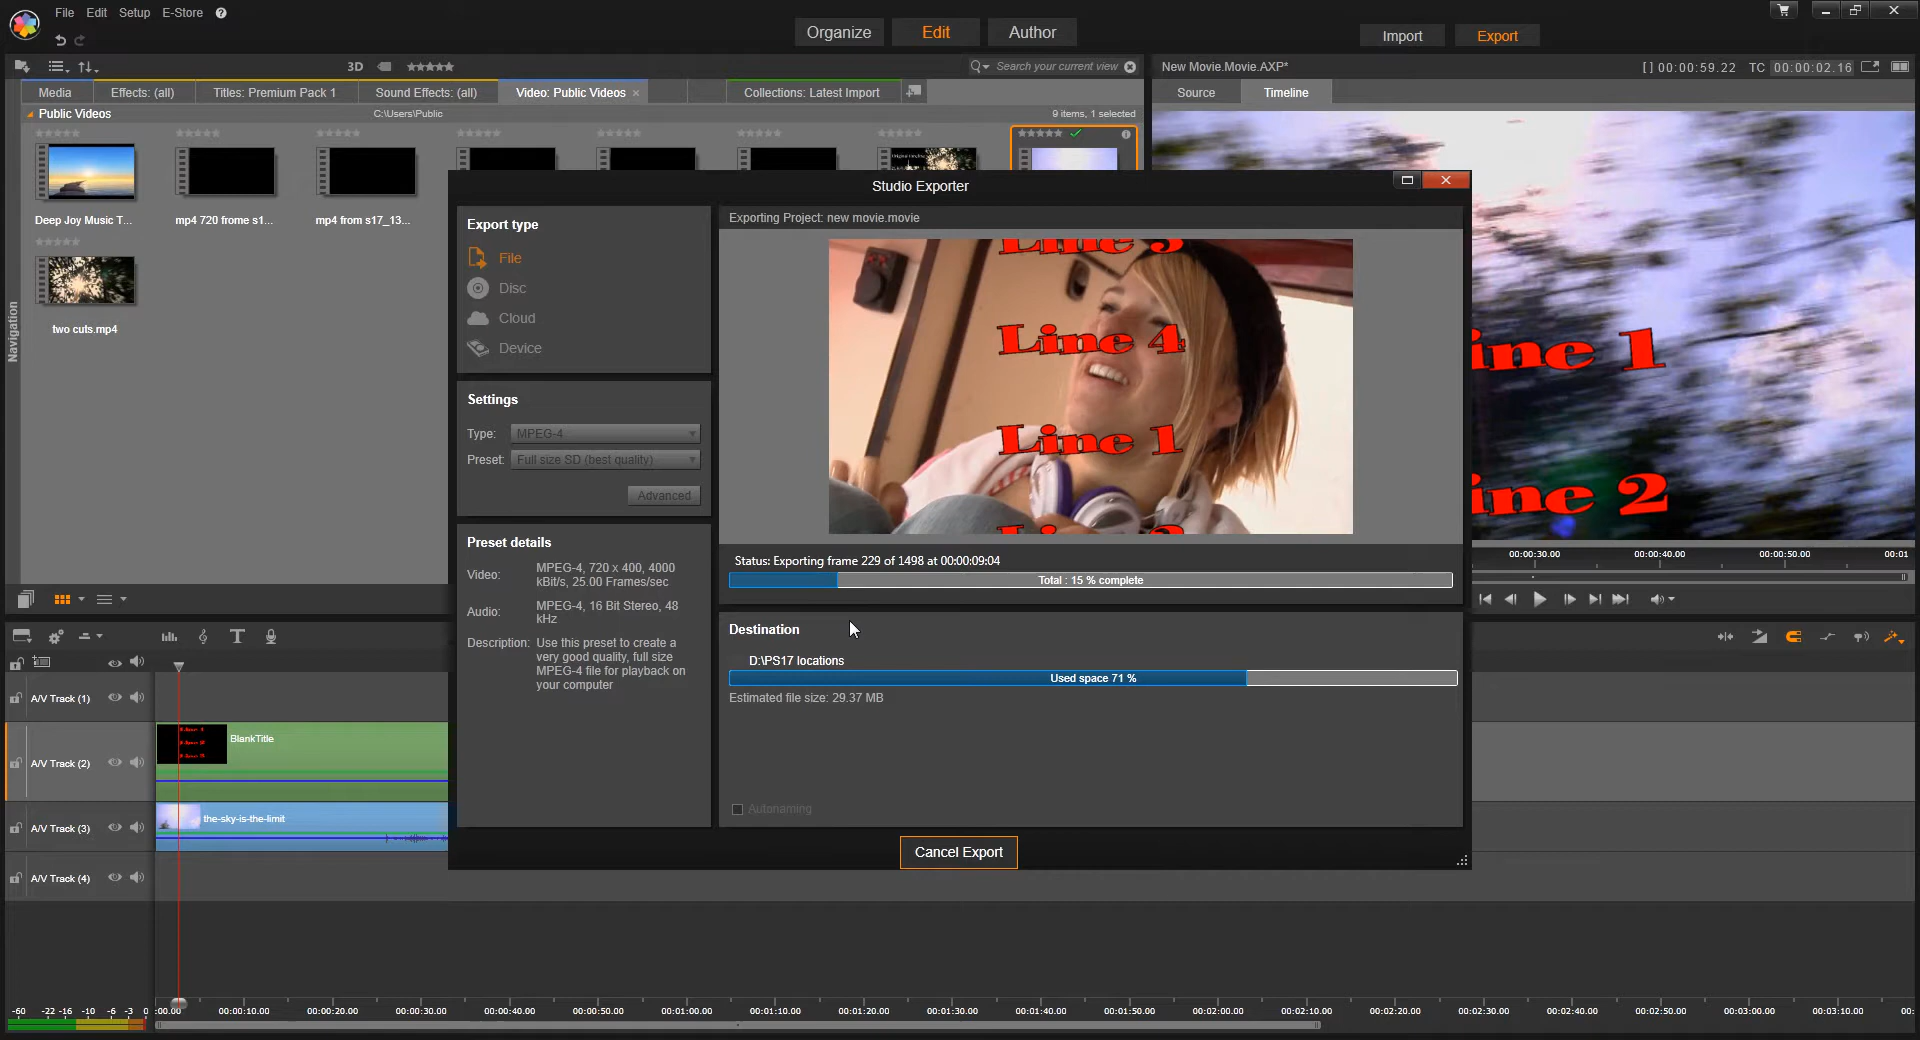 File Edit Setup E-Store ?
Organize Edit Author
Import Export
3D
Search your current view
New Movie.Movie.AXP*
[ ] 00:00:59.22 TC 00:00:02.16
Media Effects: (all) Titles: Premium Pack 1 Sound Effects: (all) Video: Public Videos × Collections: Latest Import
Source Timeline
Public Videos C:\Users\Public 9 items, 1 selected
Deep Joy Music T... mp4 720 frome s1... mp4 from s17_13...
two cuts.mp4
Navigation
Studio Exporter
Export type
File
Disc
Cloud
Device
Settings
Type: MPEG-4
Preset: Full size SD (best quality)
Advanced
Preset details
Video: MPEG-4, 720 x 400, 4000
kBit/s, 25.00 Frames/sec
Audio: MPEG-4, 16 Bit Stereo, 48
kHz
Description: Use this preset to create a
very good quality, full size
MPEG-4 file for playback on
your computer
Exporting Project: new movie.movie
Line 4
Line 1
Status: Exporting frame 229 of 1498 at 00:00:09:04
Total : 15 % complete
Destination
D:\PS17 locations
Used space 71 %
Estimated file size: 29.37 MB
Autonaming
Cancel Export
ine 1
ine 2
00:00:30.00 00:00:40.00 00:00:50.00 00:01
A/V Track (1)
A/V Track (2)
BlankTitle
A/V Track (3)
the-sky-is-the-limit
A/V Track (4)
-60 -22 -16 -10 -6 -3 0
:00.00 00:00:10.00 00:00:20.00 00:00:30.00 00:00:40.00 00:00:50.00 00:01:00.00 00:01:10.00 00:01:20.00 00:01:30.00 00:01:40.00 00:01:50.00 00:02:00.00 00:02:10.00 00:02:20.00 00:02:30.00 00:02:40.00 00:02:50.00 00:03:00.00 00:03:10.00 00: